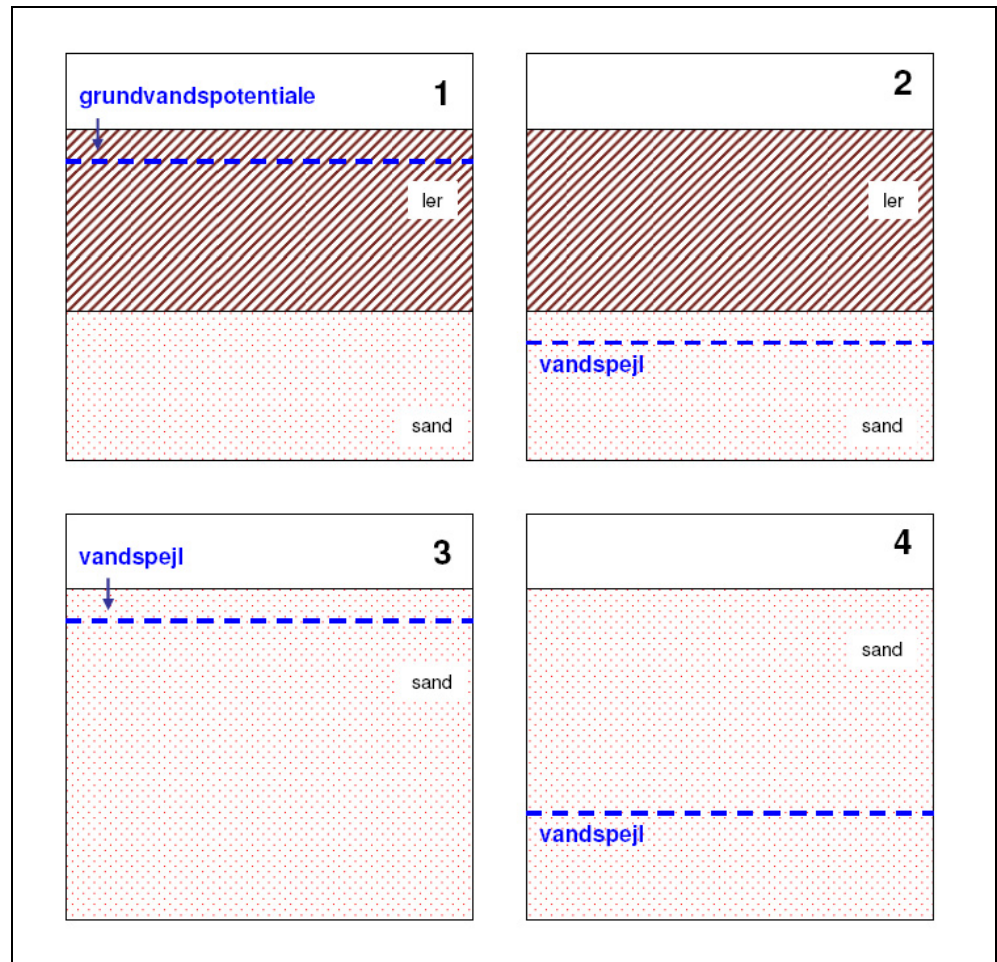 grundvandspotentiale
1
ler
sand
2
ler
vandspejl
sand
vandspejl
3
sand
4
sand
vandspejl